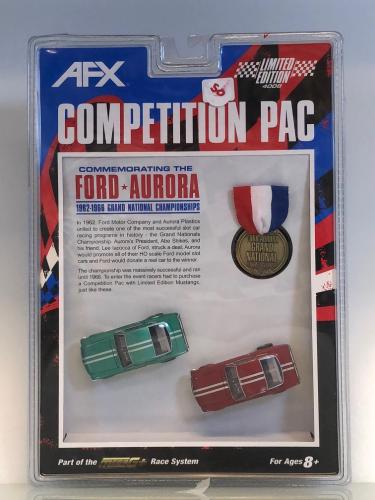 AFX
LIMITED
EDITION
4008
8
COMPETITION PAC
COMMEMORATING THE
FORD★AURORA
1962-1966 GRAND NATIONAL CHAMPIONSHIPS
In 1962, Ford Motor Company and Aurora Plastics
united to create one of the most successful slot car
racing programs in history - the Grand Nationals
Championship. Aurora's President, Abe Shikes, and
his friend, Lee Iacocca of Ford, struck a deal. Aurora
would promote all of their HO scale Ford model slot
cars and Ford would donate a real car to the winner.
The championship was massively successful and ran
until 1966. To enter the event racers had to purchase
a Competition Pac with Limited Edition Mustangs,
just like these.
GRAND
NATIONAL
Part of the MEGG+ Race System
For Ages 8+